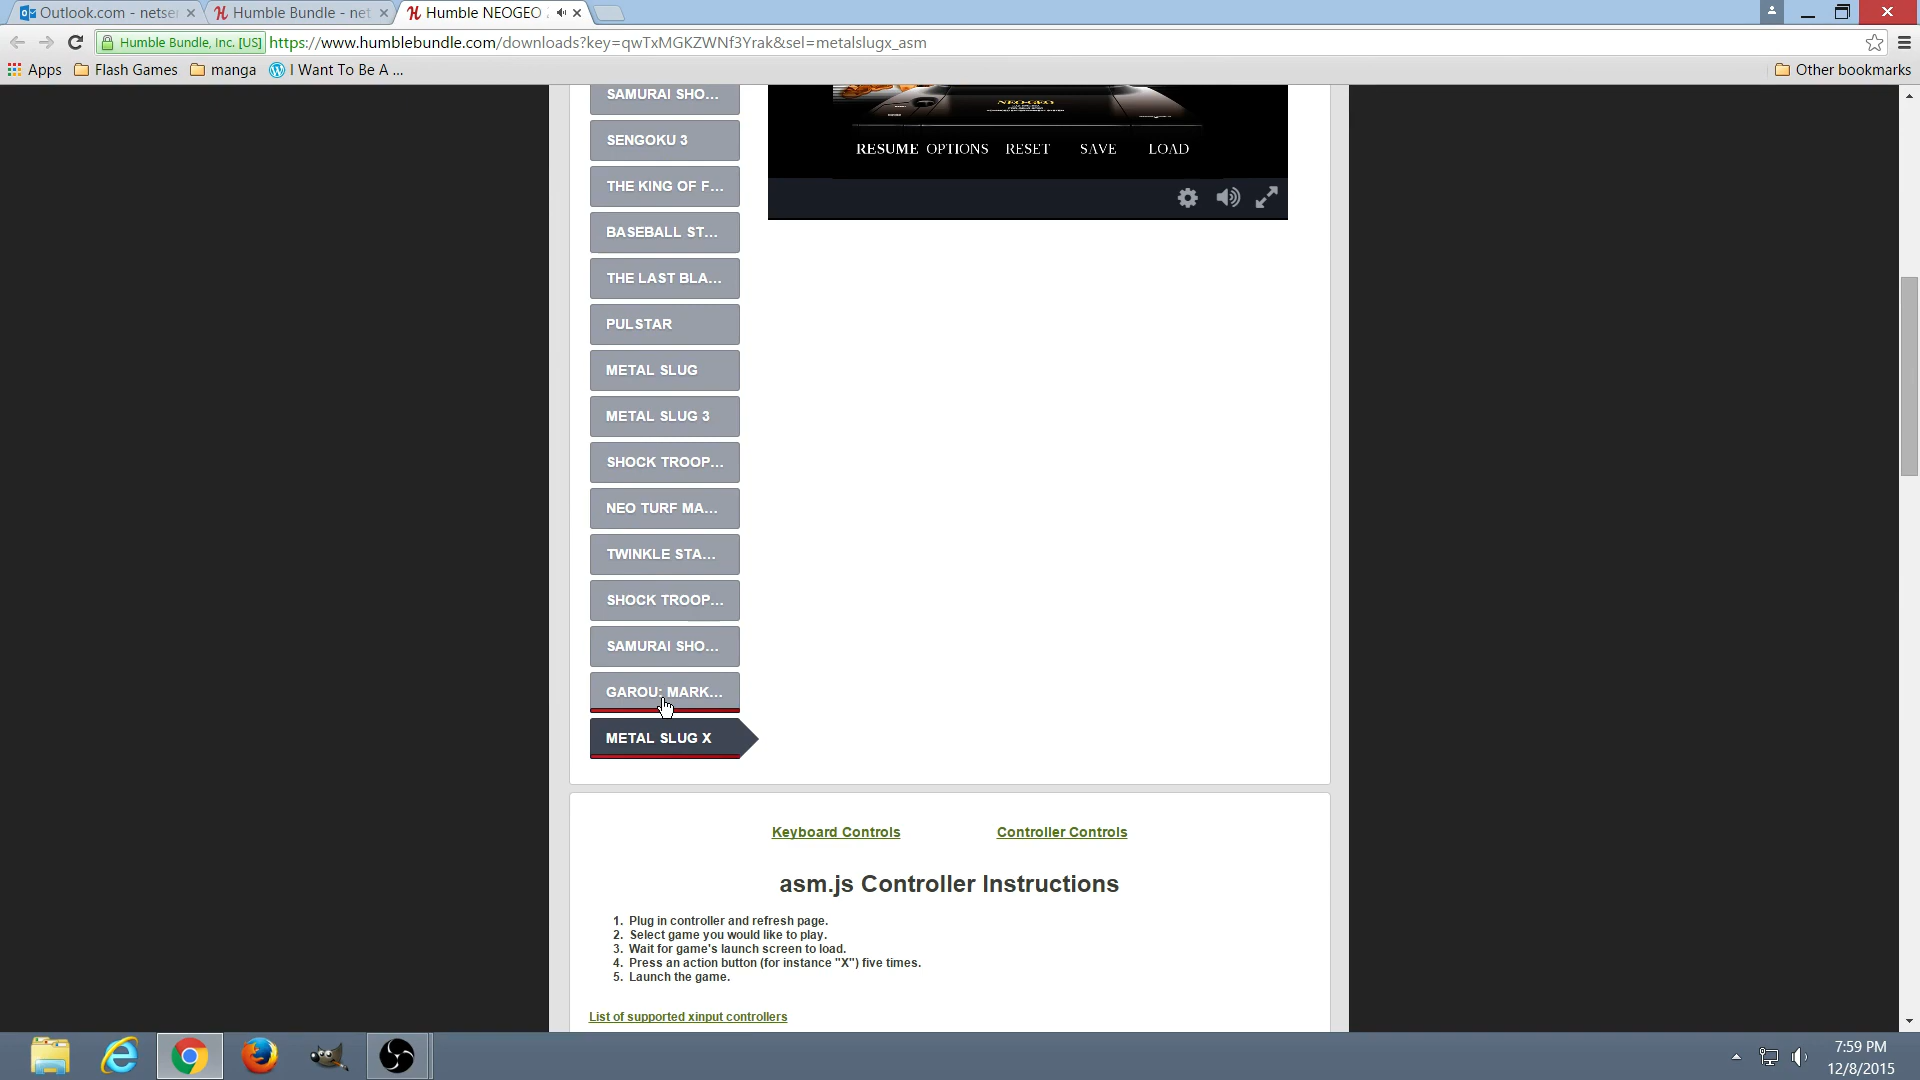 Outlook.com - netser
Humble Bundle - net
Humble NEOGEO
Humble Bundle, Inc. [US]
https://www.humblebundle.com/downloads?key=qwTxMGKZWNf3Yrak&sel=metalslugx_asm
Apps
Flash Games
manga
I Want To Be A ...
Other bookmarks
SAMURAI SHO...
SENGOKU 3
THE KING OF F...
BASEBALL ST...
THE LAST BLA...
PULSTAR
METAL SLUG
METAL SLUG 3
SHOCK TROOP...
NEO TURF MA...
TWINKLE STA...
SHOCK TROOP...
SAMURAI SHO...
GAROU: MARK...
METAL SLUG X
NEO·GEO
RESUME OPTIONS RESET SAVE LOAD
Keyboard Controls
Controller Controls
asm.js Controller Instructions
1. Plug in controller and refresh page.
2. Select game you would like to play.
3. Wait for game's launch screen to load.
4. Press an action button (for instance "X") five times.
5. Launch the game.
List of supported xinput controllers
7:59 PM
12/8/2015